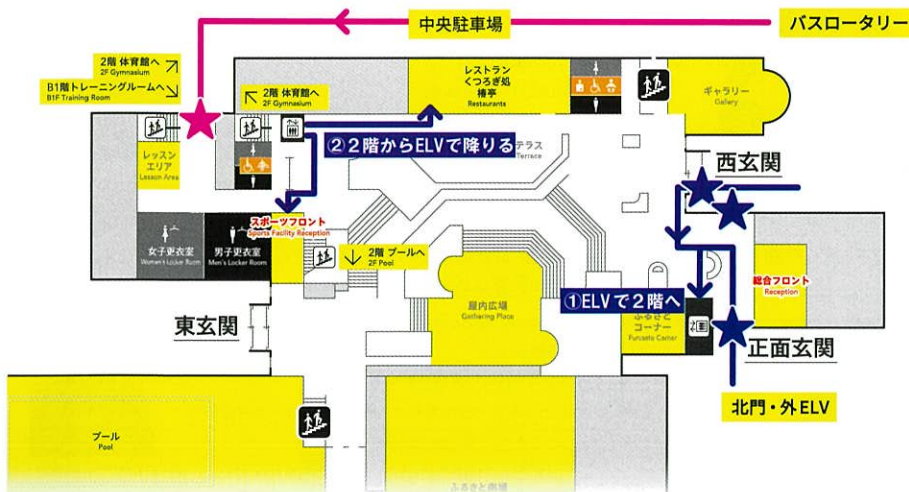 中央駐車場
バスロータリー
2階 体育館へ
2F Gymnasium
B1階トレーニングルームへ
B1F Training Room
2階 体育館へ
2F Gymnasium
レストラン
くつろぎ処
椿亭
Restaurants
ギャラリー
Gallery
②2階からELVで降りる
テラス
Terrace
西玄関
レッスン
エリア
Lesson Area
スポーツフロント
Sports Facility Reception
女子更衣室
Women's Locker Room
男子更衣室
Men's Locker Room
2階 プールへ
2F Pool
総合フロント
Reception
①ELVで2階へ
屋内広場
Gathering Place
ふるさと
コーナー
Furusato Corner
東玄関
正面玄関
北門・外ELV
プール
Pool
ふるさと劇場